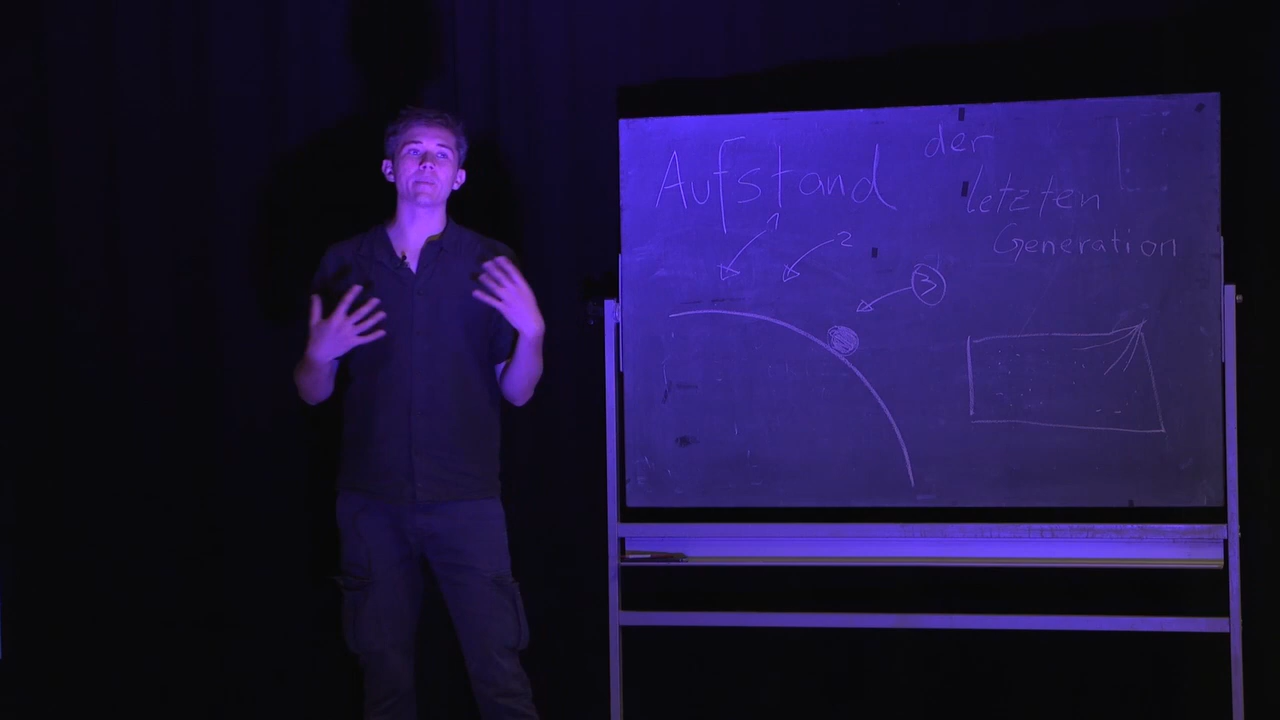 Aufstand der
letzten
Generation
1
2
3